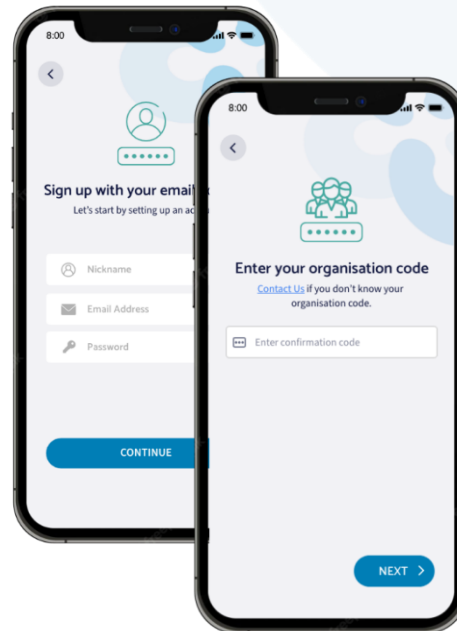 8:00
Sign up with your email
Let's start by setting up an ac
Nickname
Email Address
Password
CONTINUE
8:00
Enter your organisation code
Contact Us if you don't know your
organisation code.
Enter confirmation code
NEXT